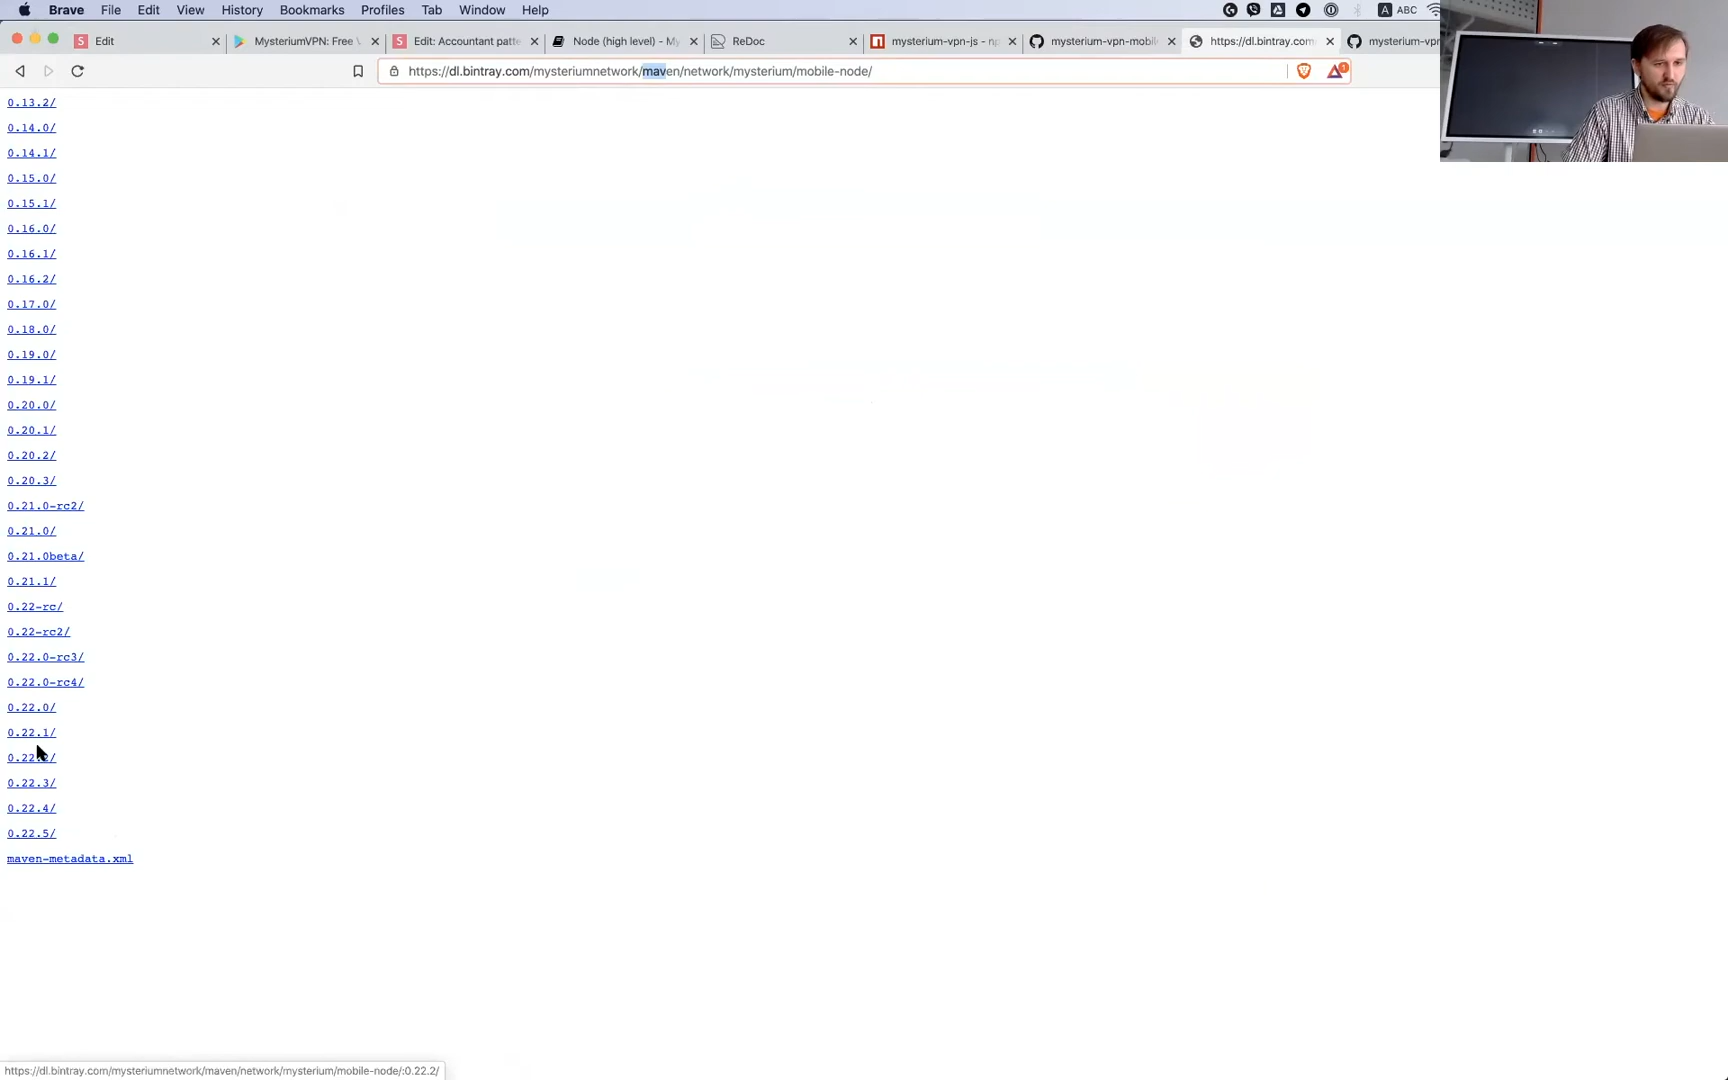 Brave File Edit View History Bookmarks Profiles Tab Window Help A ABC
Edit MysteriumVPN: Free Edit: Accountant patte Node (high level) - My ReDoc mysterium-vpn-js - np mysterium-vpn-mobil https://dl.bintray.com mysterium-vpn
https://dl.bintray.com/mysteriumnetwork/maven/network/mysterium/mobile-node/
0.13.2/
0.14.0/
0.14.1/
0.15.0/
0.15.1/
0.16.0/
0.16.1/
0.16.2/
0.17.0/
0.18.0/
0.19.0/
0.19.1/
0.20.0/
0.20.1/
0.20.2/
0.20.3/
0.21.0-rc2/
0.21.0/
0.21.0beta/
0.21.1/
0.22-rc/
0.22-rc2/
0.22.0-rc3/
0.22.0-rc4/
0.22.0/
0.22.1/
0.22.2/
0.22.3/
0.22.4/
0.22.5/
maven-metadata.xml
https://dl.bintray.com/mysteriumnetwork/maven/network/mysterium/mobile-node/:0.22.2/